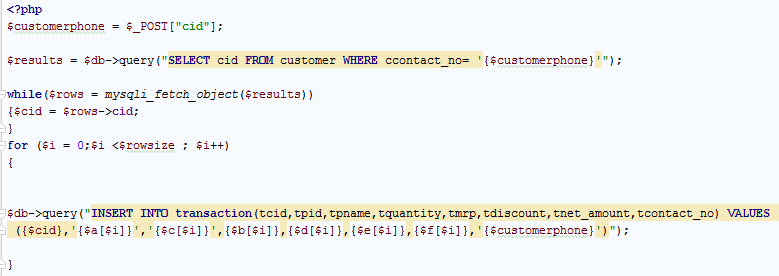 <?php
$customerphone = $_POST["cid"];
$results = $db->query("SELECT cid FROM customer WHERE ccontact_no= '{$customerphone}'");
while($rows = mysqli_fetch_object($results))
{$cid = $rows->cid;
}
for ($i = 0;$i <$rowsize ; $i++)
{
$db->query("INSERT INTO transaction(tcid,tpid,tpname,tquantity,tmrp,tdiscount,tnet_amount,tcontact_no) VALUES
({$cid},'{$a[$i]}','{$c[$i]}',{$b[$i]},{$d[$i]},{$e[$i]},{$f[$i]},'{$customerphone}')");
}